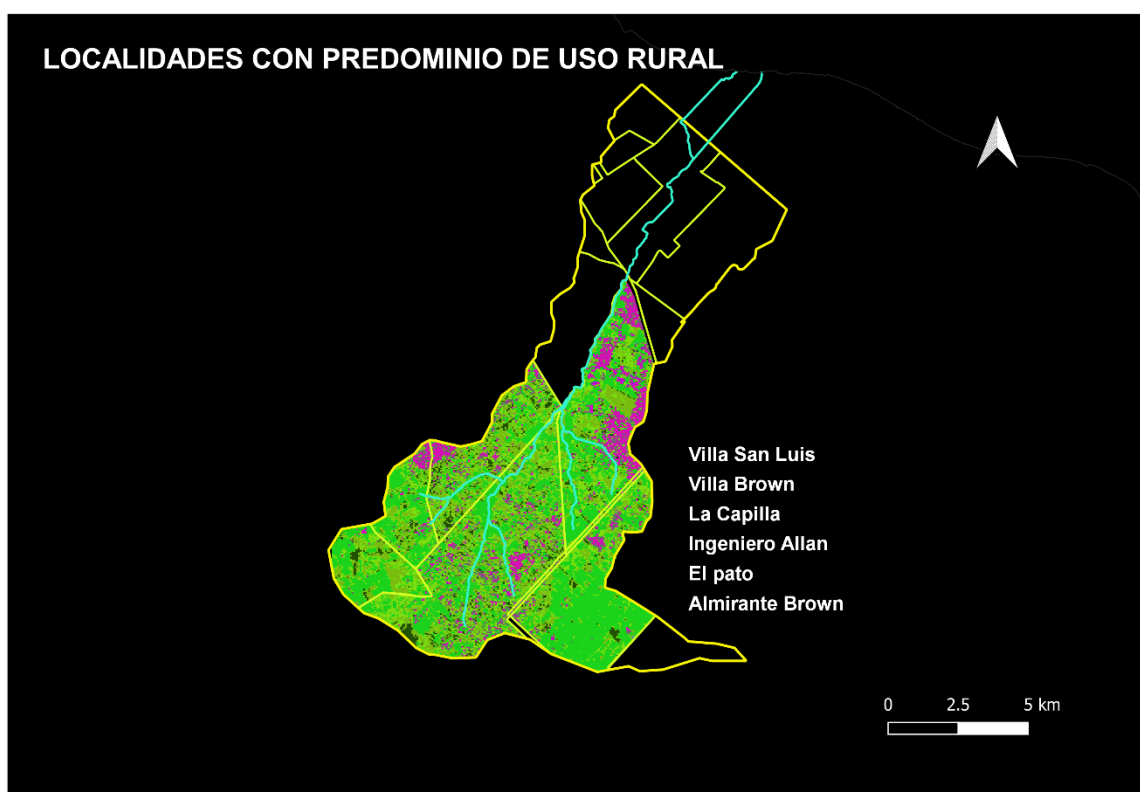 LOCALIDADES CON PREDOMINIO DE USO RURAL
Villa San Luis
Villa Brown
La Capilla
Ingeniero Allan
El pato
Almirante Brown
0 2.5 5 km